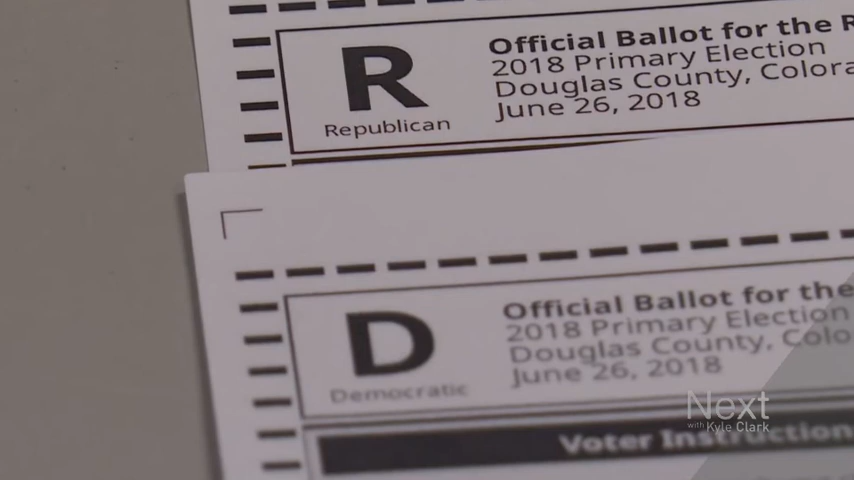 R
Republican
Official Ballot for the R
2018 Primary Election
Douglas County, Colora
June 26, 2018
D
Democratic
Official Ballot for the
2018 Primary Election
Douglas County, Colo
June 26, 2018
Voter Instruction
Next
with Kyle Clark